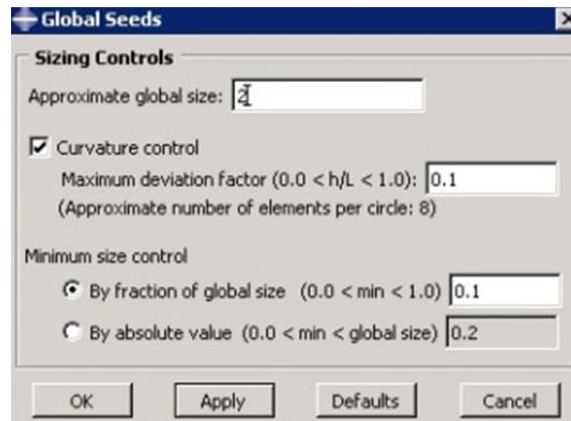 Global Seeds
Sizing Controls
Approximate global size: 2
Curvature control
Maximum deviation factor (0.0 < h/L < 1.0): 0.1
(Approximate number of elements per circle: 8)
Minimum size control
By fraction of global size (0.0 < min < 1.0) 0.1
By absolute value (0.0 < min < global size) 0.2
OK Apply Defaults Cancel